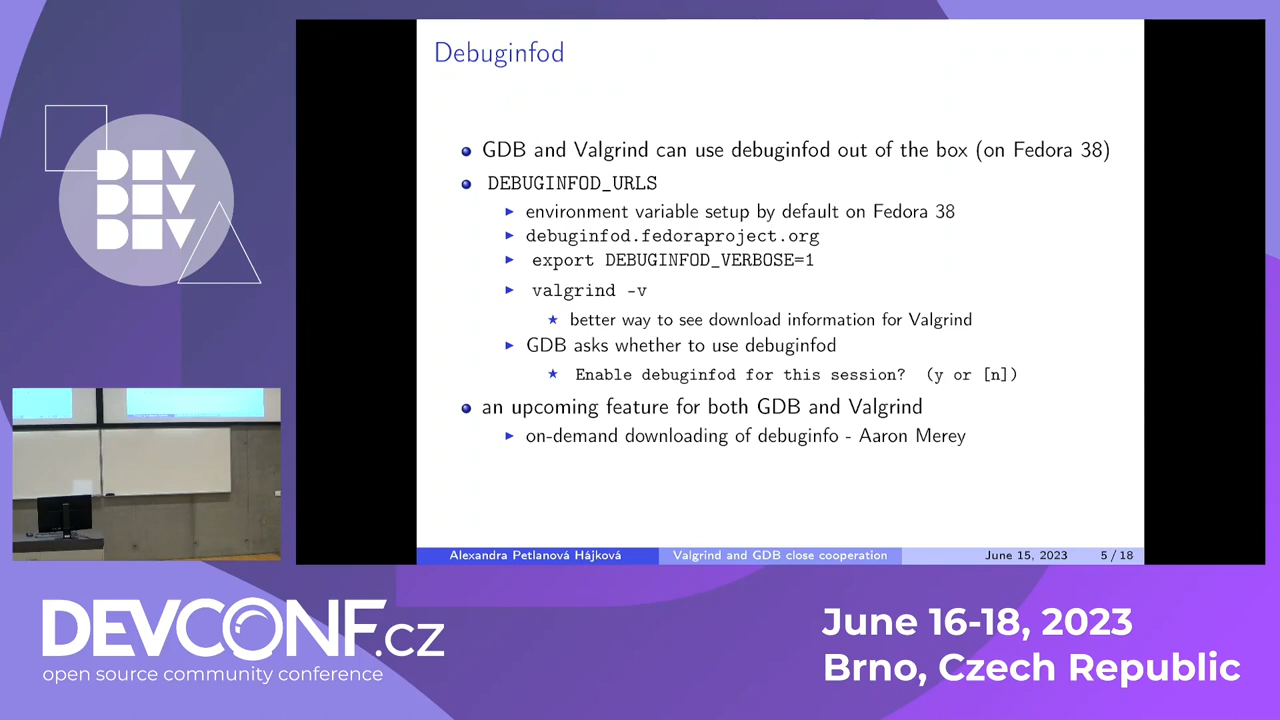 Debuginfod
GDB and Valgrind can use debuginfod out of the box (on Fedora 38)
DEBUGINFOD_URLS
environment variable setup by default on Fedora 38
debuginfod.fedoraproject.org
export DEBUGINFOD_VERBOSE=1
valgrind -v
better way to see download information for Valgrind
GDB asks whether to use debuginfod
Enable debuginfod for this session? (y or [n])
an upcoming feature for both GDB and Valgrind
on-demand downloading of debuginfo - Aaron Merey
Alexandra Petlanová Hájková Valgrind and GDB close cooperation June 15, 2023 5 / 18
DEV
DEV
DEV
DEVCONF.cz
open source community conference
June 16-18, 2023
Brno, Czech Republic